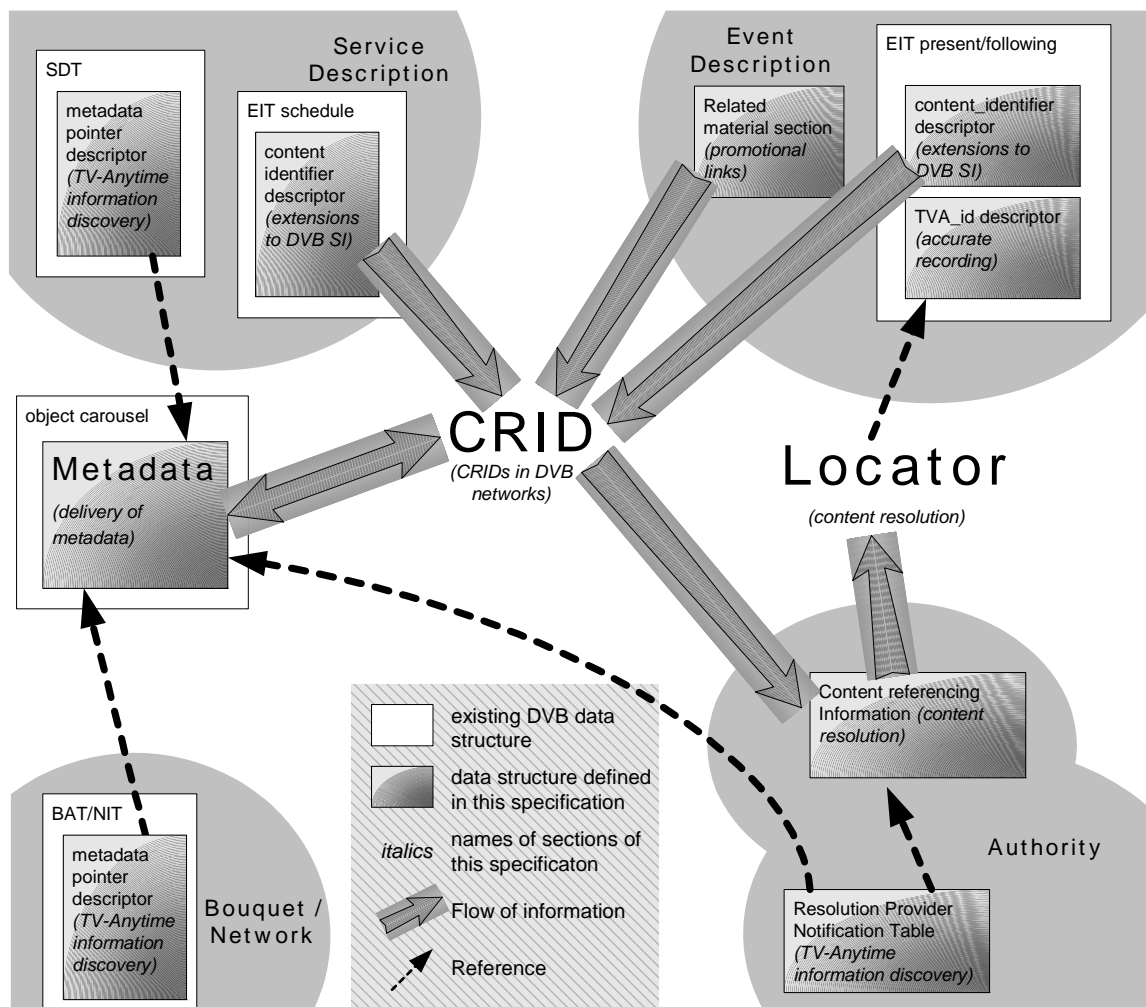 Service
Description
SDT
metadata
pointer
descriptor
(TV-Anytime
information
discovery)
EIT schedule
content
identifier
descriptor
(extensions
to DVB SI)
Event
Description
Related
material section
(promotional
links)
EIT present/following
content_identifier
descriptor
(extensions to
DVB SI)
TVA_id descriptor
(accurate
recording)
object carousel
Metadata
(delivery of
metadata)
CRID
(CRIDs in DVB
networks)
Locator
(content resolution)
Content referencing
Information (content
resolution)
Authority
Resolution Provider
Notification Table
(TV-Anytime
information discovery)
BAT/NIT
metadata
pointer
descriptor
(TV-Anytime
information
discovery)
Bouquet /
Network
existing DVB data
structure
data structure defined
in this specification
italics
names of sections of
this specificaton
Flow of information
Reference